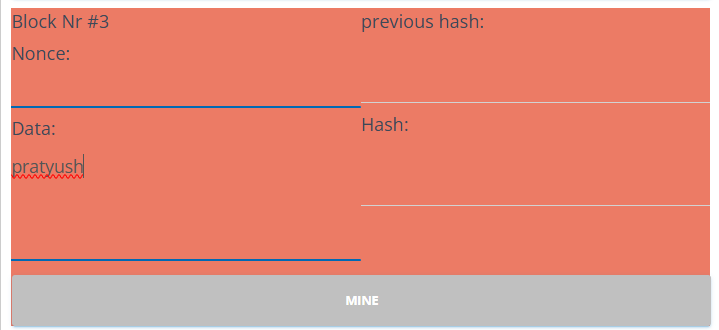 Block Nr #3
Nonce:
Data:
pratyush
previous hash:
Hash:
MINE